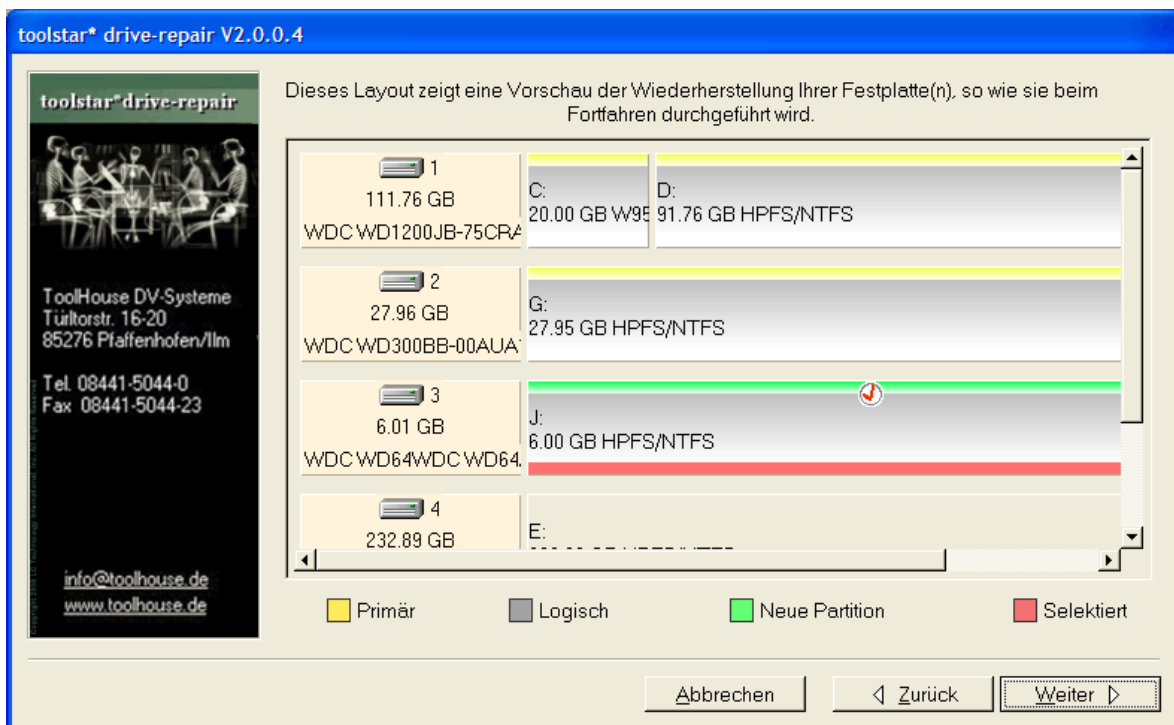 toolstar* drive-repair V2.0.0.4
toolstar*drive-repair
ToolHouse DV-Systeme
Türltorstr. 16-20
85276 Pfaffenhofen/Ilm
Tel. 08441-5044-0
Fax 08441-5044-23
info@toolhouse.de
www.toolhouse.de
Dieses Layout zeigt eine Vorschau der Wiederherstellung Ihrer Festplatte(n), so wie sie beim
Fortfahren durchgeführt wird.
1
111.76 GB
WDC WD1200JB-75CRA
C:
20.00 GB W95
D:
91.76 GB HPFS/NTFS
2
27.96 GB
WDC WD300BB-00AUA
G:
27.95 GB HPFS/NTFS
3
6.01 GB
WDC WD64WDC WD64
J:
6.00 GB HPFS/NTFS
4
232.89 GB
E:
Primär
Logisch
Neue Partition
Selektiert
Abbrechen
Zurück
Weiter